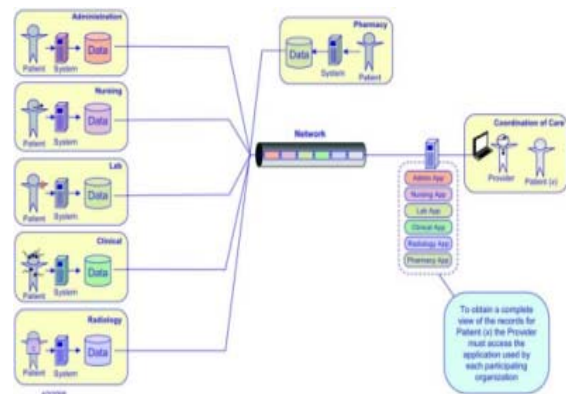 Administration
Data
Patient
System
Nursing
Data
Patient
System
Lab
Data
Patient
System
Clinical
Data
Patient
System
Radiology
Data
Patient
System
Pharmacy
Data
System
Patient
Network
Coordination of Care
Provider
Patient (x)
Admin App
Nursing App
Lab App
Clinical App
Radiology App
Pharmacy App
To obtain a complete
view of the records for
Patient (x) the Provider
must access the
application used by
each participating
organization